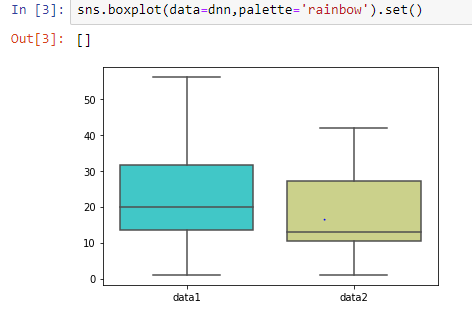 In [3]: sns.boxplot(data=dnn,palette='rainbow').set()
Out[3]: []
50
40
30
20
10
0
data1 data2